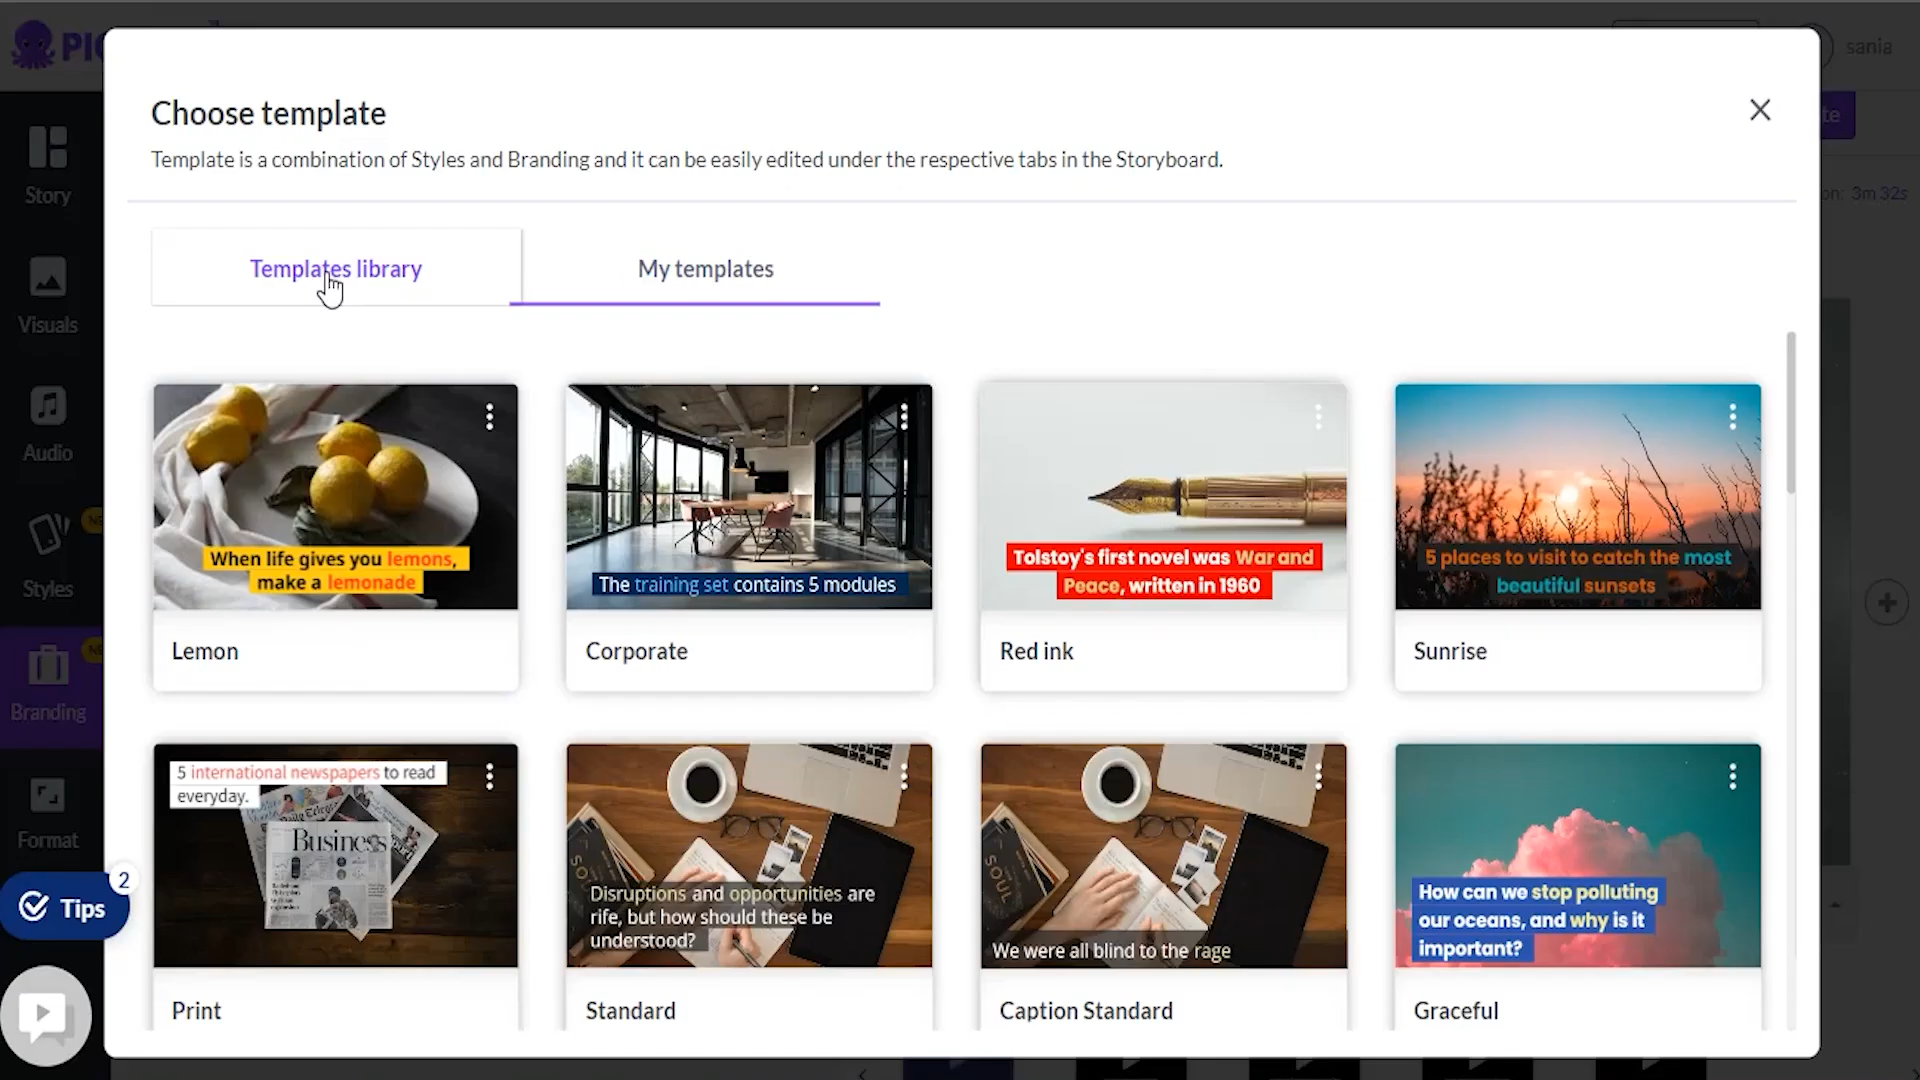 sania
Choose template
Template is a combination of Styles and Branding and it can be easily edited under the respective tabs in the Storyboard.
3m 32s
Templates library
My templates
Story
Visuals
Audio
Styles
Branding
Format
2
Tips
When life gives you lemons,
make a lemonade
Lemon
The training set contains 5 modules
Corporate
Tolstoy's first novel was War and
Peace, written in 1960
Red ink
5 places to visit to catch the most
beautiful sunsets
Sunrise
5 international newspapers to read
everyday.
Business
Print
SOUL
Disruptions and opportunities are
rife, but how should these be
understood?
Standard
SOUL
We were all blind to the rage
Caption Standard
How can we stop polluting
our oceans, and why is it
important?
Graceful